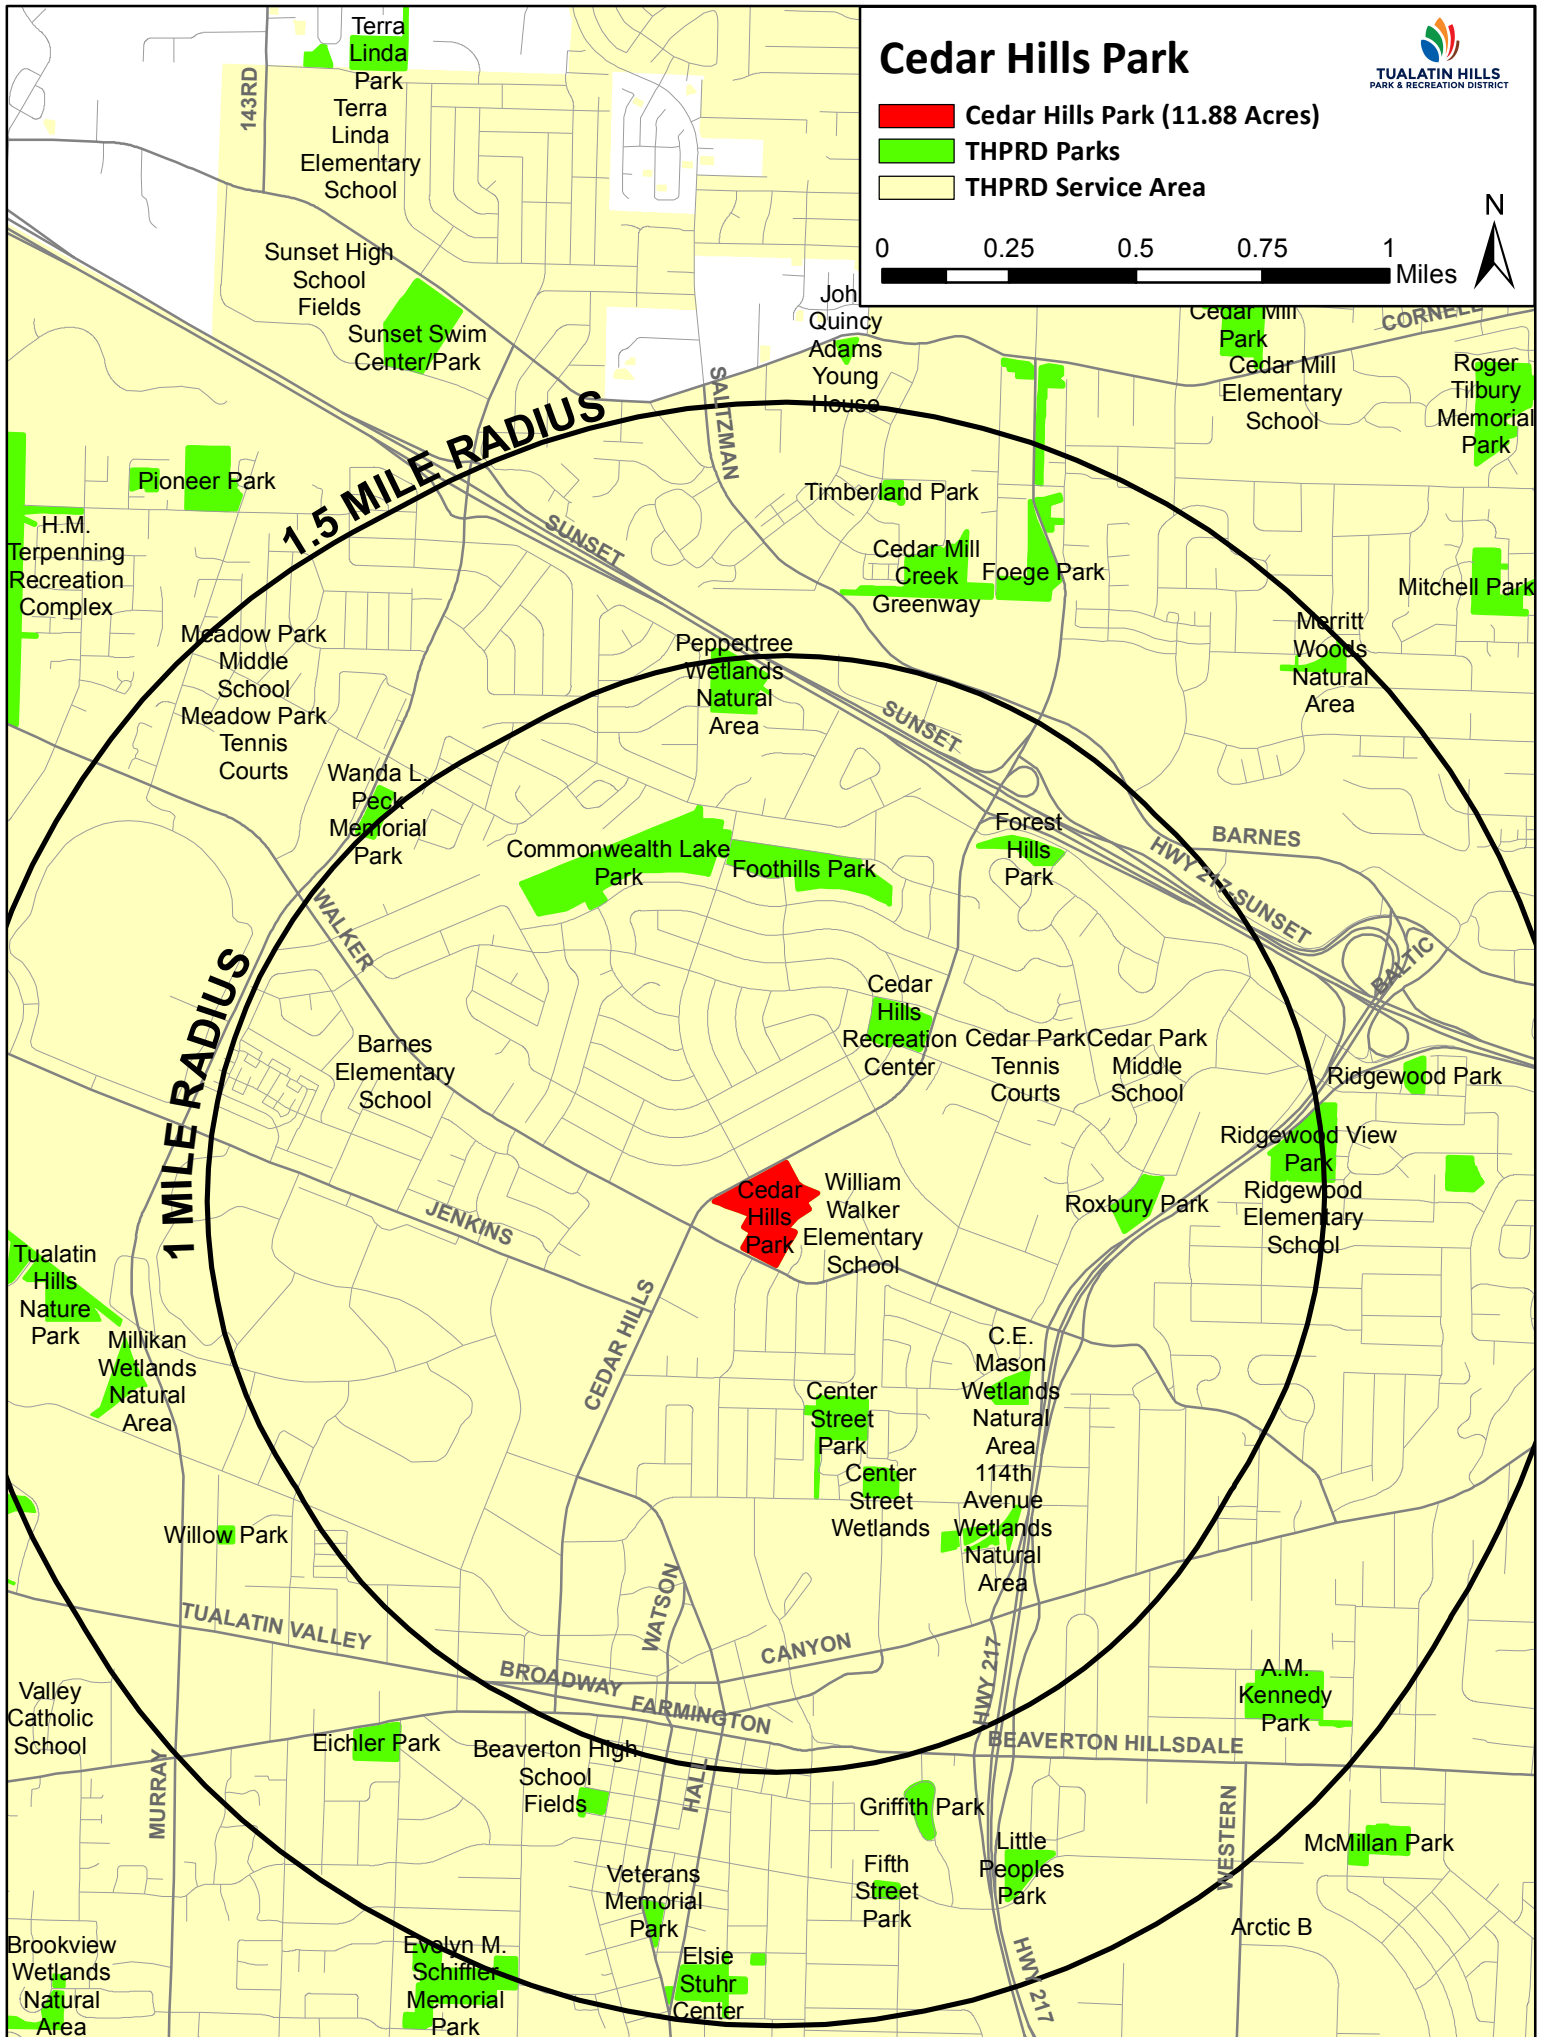 Cedar Hills Park
TUALATIN HILLS
PARK & RECREATION DISTRICT
Cedar Hills Park (11.88 Acres)
THPRD Parks
THPRD Service Area
N
0 0.25 0.5 0.75 1
Miles
Terra
Linda
Park
Terra
Linda
Elementary
School
143RD
Sunset High
School
Fields
Sunset Swim
Center/Park
Joh
Quincy
Adams
Young
House
Cedar Mill
Park
CORNELL
Cedar Mill
Elementary
School
Roger
Tilbury
Memorial
Park
SALTZMAN
1.5 MILE RADIUS
Pioneer Park
H.M.
Terpenning
Recreation
Complex
SUNSET
Timberland Park
Cedar Mill
Creek
Greenway
Foege Park
Mitchell Park
Merritt
Woods
Natural
Area
Meadow Park
Middle
School
Meadow Park
Tennis
Courts
Peppertree
Wetlands
Natural
Area
SUNSET
Wanda L.
Peck
Memorial
Park
Commonwealth Lake
Park
Foothills Park
Forest
Hills
Park
BARNES
HWY 217-SUNSET
BALTIC
WALKER
1 MILE RADIUS
Barnes
Elementary
School
Cedar
Hills
Recreation
Center
Cedar Park
Tennis
Courts
Cedar Park
Middle
School
Ridgewood Park
Ridgewood View
Park
Ridgewood
Elementary
School
Roxbury Park
Cedar
Hills
Park
William
Walker
Elementary
School
JENKINS
Tualatin
Hills
Nature
Park
Millikan
Wetlands
Natural
Area
CEDAR HILLS
C.E.
Mason
Wetlands
Natural
Area
Center
Street
Park
Center
Street
Wetlands
114th
Avenue
Wetlands
Natural
Area
Willow Park
TUALATIN VALLEY
WATSON
BROADWAY
CANYON
FARMINGTON
HWY 217
A.M.
Kennedy
Park
BEAVERTON HILLSDALE
Valley
Catholic
School
MURRAY
Eichler Park
Beaverton High
School
Fields
HALL
Griffith Park
Little
Peoples
Park
WESTERN
McMillan Park
Veterans
Memorial
Park
Fifth
Street
Park
Arctic B
Brookview
Wetlands
Natural
Area
Evelyn M.
Schiffler
Memorial
Park
Elsie
Stuhr
Center
HWY 217